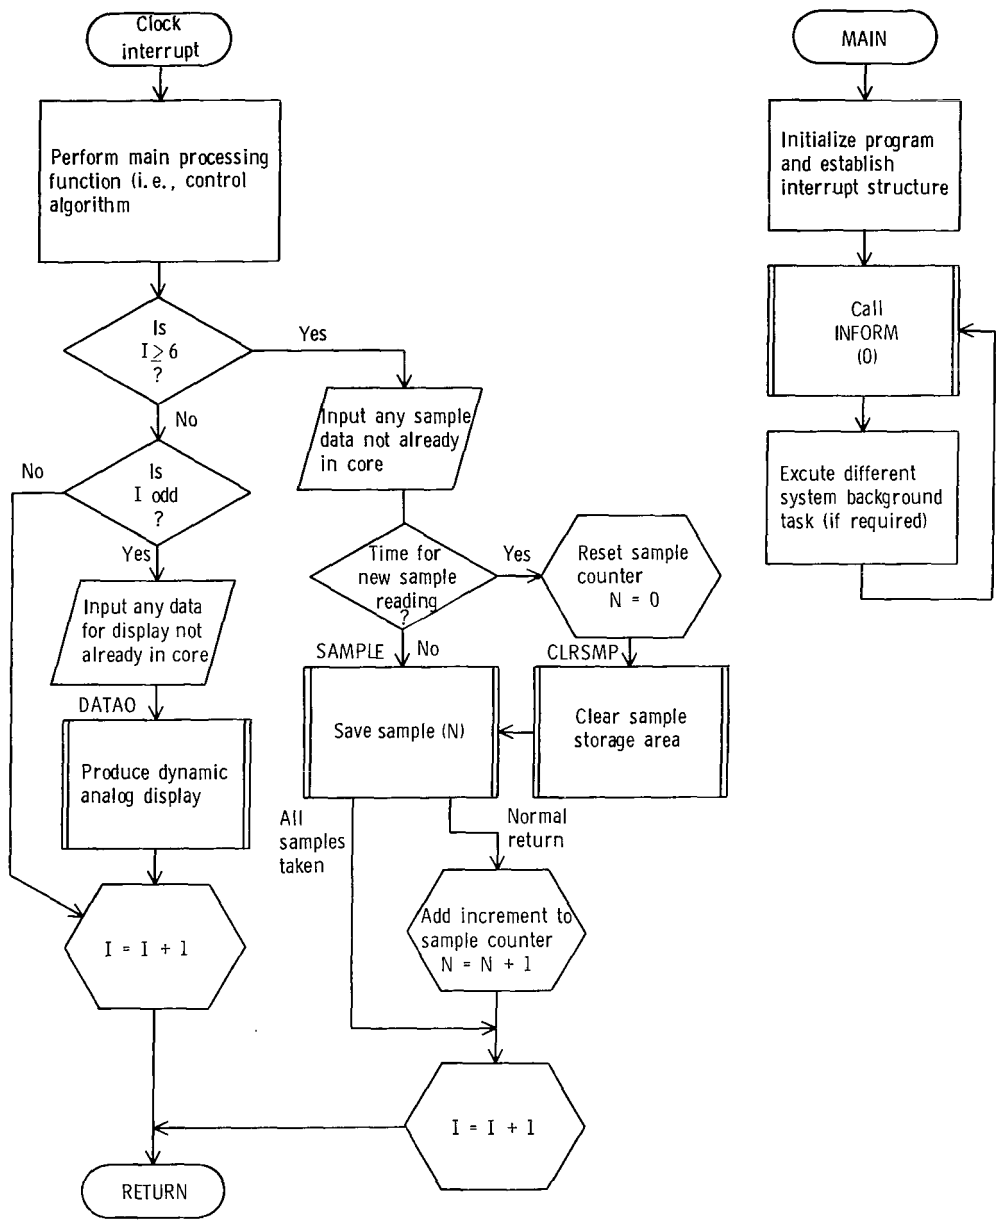 Clock
interrupt
Perform main processing
function (i.e., control
algorithm
Is
I ≥ 6
?
Yes
No
Is
I odd
?
No
Yes
Input any data
for display not
already in core
DATAO
Produce dynamic
analog display
I = I + 1
RETURN
Input any sample
data not already
in core
Time for
new sample
reading
?
Yes
No
Reset sample
counter
N = 0
SAMPLE
CLRSMP
Save sample (N)
Clear sample
storage area
All
samples
taken
Normal
return
Add increment to
sample counter
N = N + 1
I = I + 1
MAIN
Initialize program
and establish
interrupt structure
Call
INFORM
(0)
Excute different
system background
task (if required)